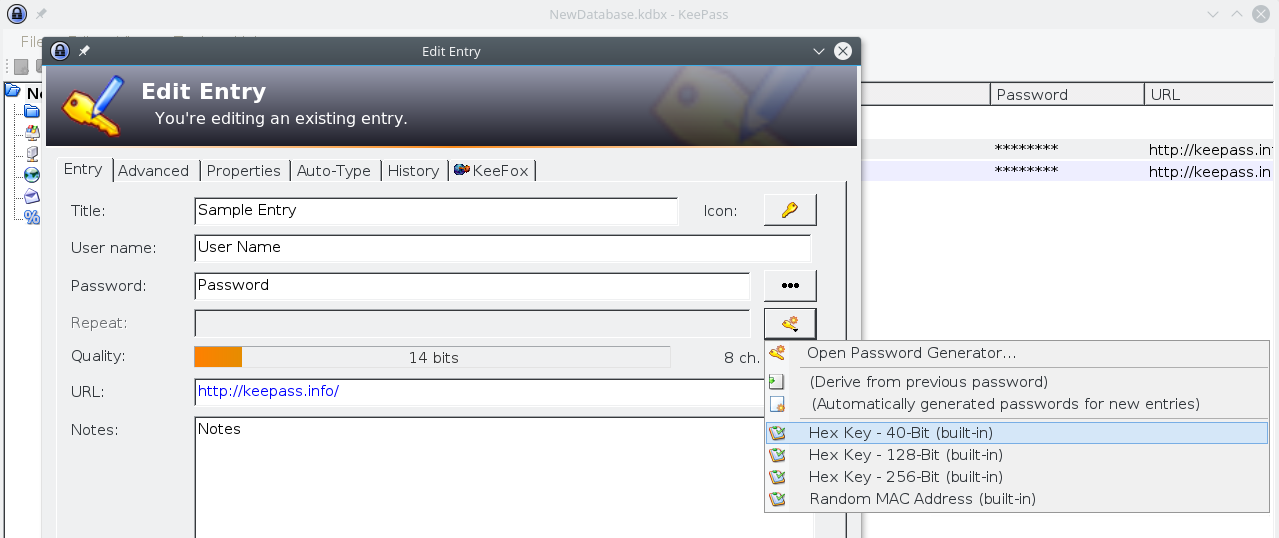 NewDatabase.kdbx - KeePass
File
Edit Entry
Edit Entry
You're editing an existing entry.
Password URL
Entry Advanced Properties Auto-Type History KeeFox
******** http://keepass.inf
******** http://keepass.in
Title: Sample Entry Icon:
User name: User Name
Password: Password •••
Repeat:
Quality: 14 bits 8 ch.
URL: http://keepass.info/
Notes: Notes
Open Password Generator...
(Derive from previous password)
(Automatically generated passwords for new entries)
Hex Key - 40-Bit (built-in)
Hex Key - 128-Bit (built-in)
Hex Key - 256-Bit (built-in)
Random MAC Address (built-in)